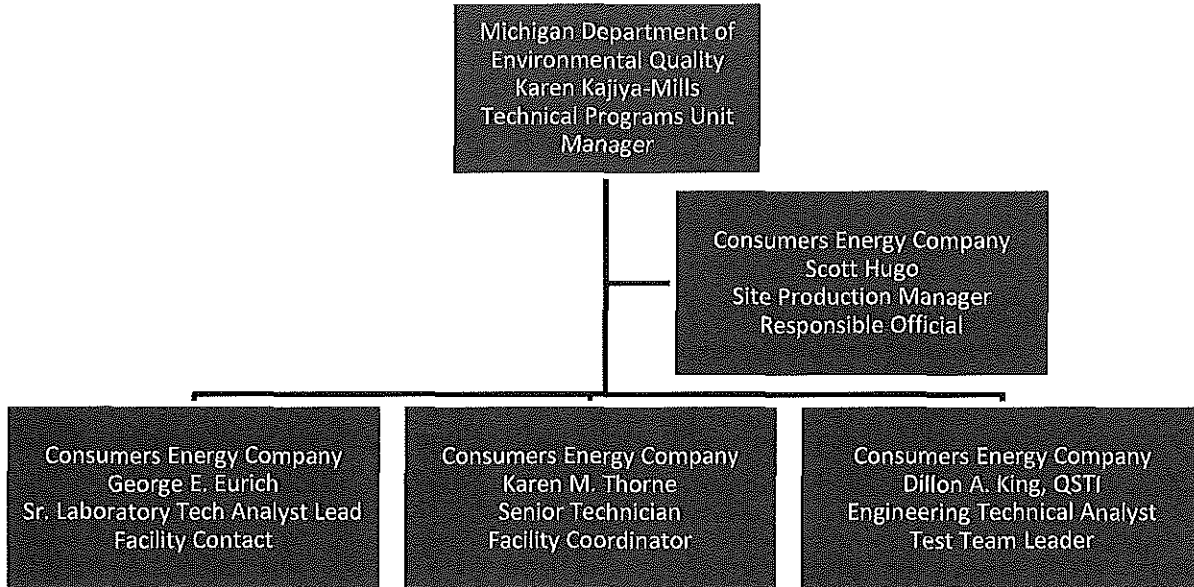 Michigan Department of
Environmental Quality
Karen Kajiya-Mills
Technical Programs Unit
Manager
Consumers Energy Company
Scott Hugo
Site Production Manager
Responsible Official
Consumers Energy Company
George E. Eurich
Sr. Laboratory Tech Analyst Lead
Facility Contact
Consumers Energy Company
Karen M. Thorne
Senior Technician
Facility Coordinator
Consumers Energy Company
Dillon A. King, QSTI
Engineering Technical Analyst
Test Team Leader